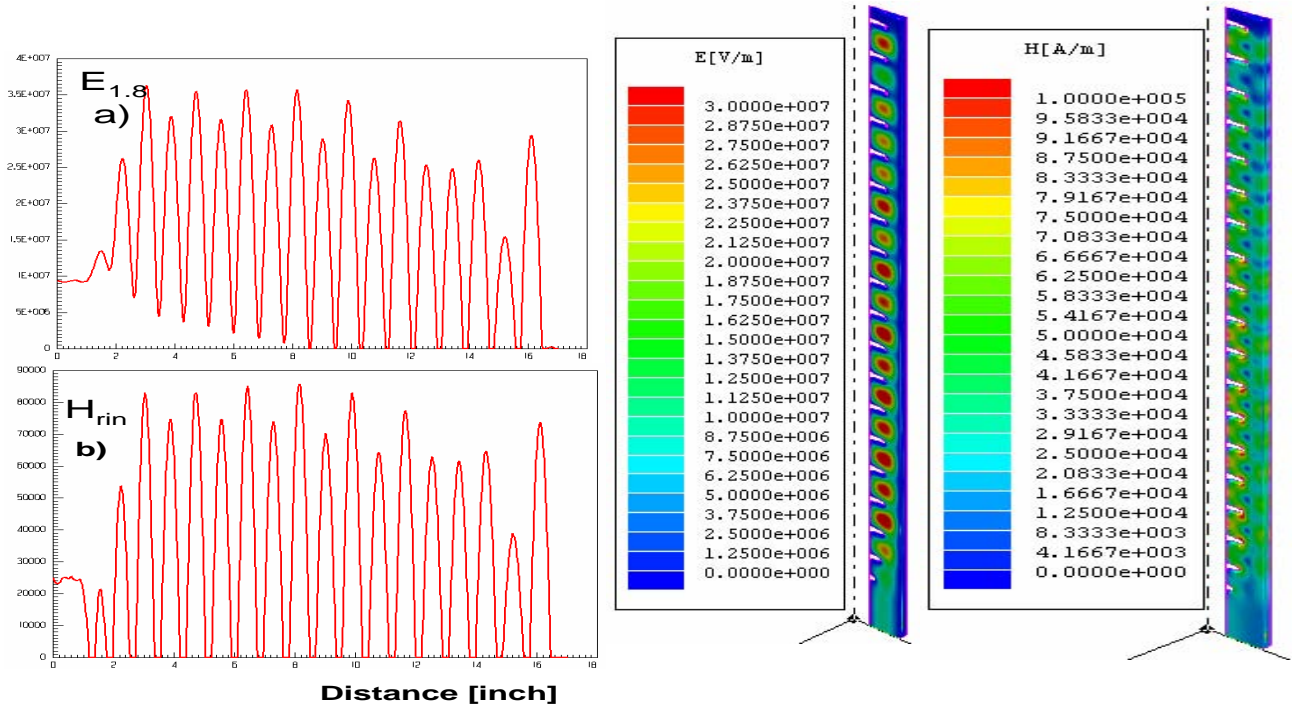 4E+007
3.5E+007
3E+007
2.5E+007
2E+007
1.5E+007
1E+007
5E+006
0
E1.8
a)
0 2 4 6 8 10 12 14 16 18
90000
80000
70000
60000
50000
40000
30000
20000
10000
0
Hrin
b)
0 2 4 6 8 10 12 14 16 18
Distance [inch]
E[V/m]
3.0000e+007
2.8750e+007
2.7500e+007
2.6250e+007
2.5000e+007
2.3750e+007
2.2500e+007
2.1250e+007
2.0000e+007
1.8750e+007
1.7500e+007
1.6250e+007
1.5000e+007
1.3750e+007
1.2500e+007
1.1250e+007
1.0000e+007
8.7500e+006
7.5000e+006
6.2500e+006
5.0000e+006
3.7500e+006
2.5000e+006
1.2500e+006
0.0000e+000
H[A/m]
1.0000e+005
9.5833e+004
9.1667e+004
8.7500e+004
8.3333e+004
7.9167e+004
7.5000e+004
7.0833e+004
6.6667e+004
6.2500e+004
5.8333e+004
5.4167e+004
5.0000e+004
4.5833e+004
4.1667e+004
3.7500e+004
3.3333e+004
2.9167e+004
2.5000e+004
2.0833e+004
1.6667e+004
1.2500e+004
8.3333e+003
4.1667e+003
0.0000e+000